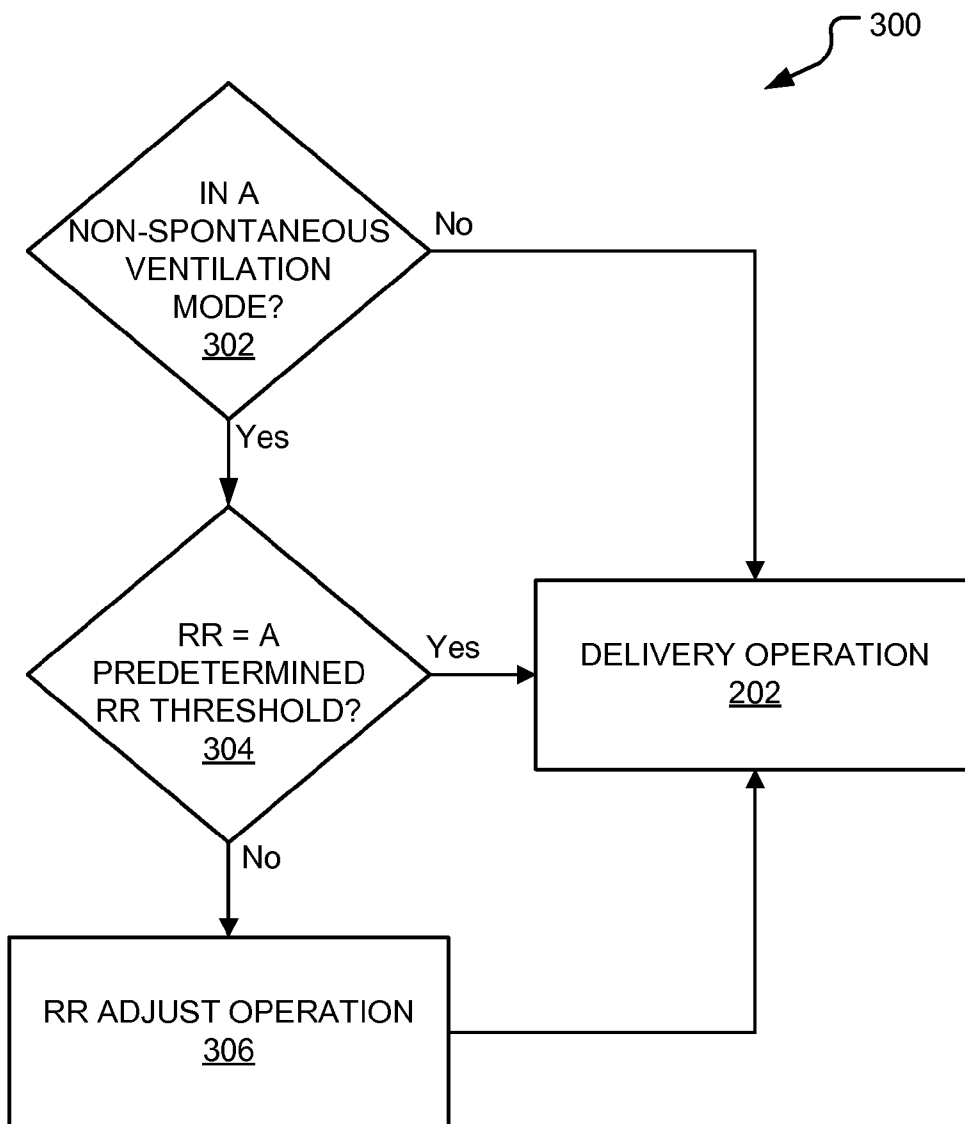 300
IN A
NON-SPONTANEOUS
VENTILATION
MODE?
302
No
Yes
RR = A
PREDETERMINED
RR THRESHOLD?
304
Yes
DELIVERY OPERATION
202
No
RR ADJUST OPERATION
306